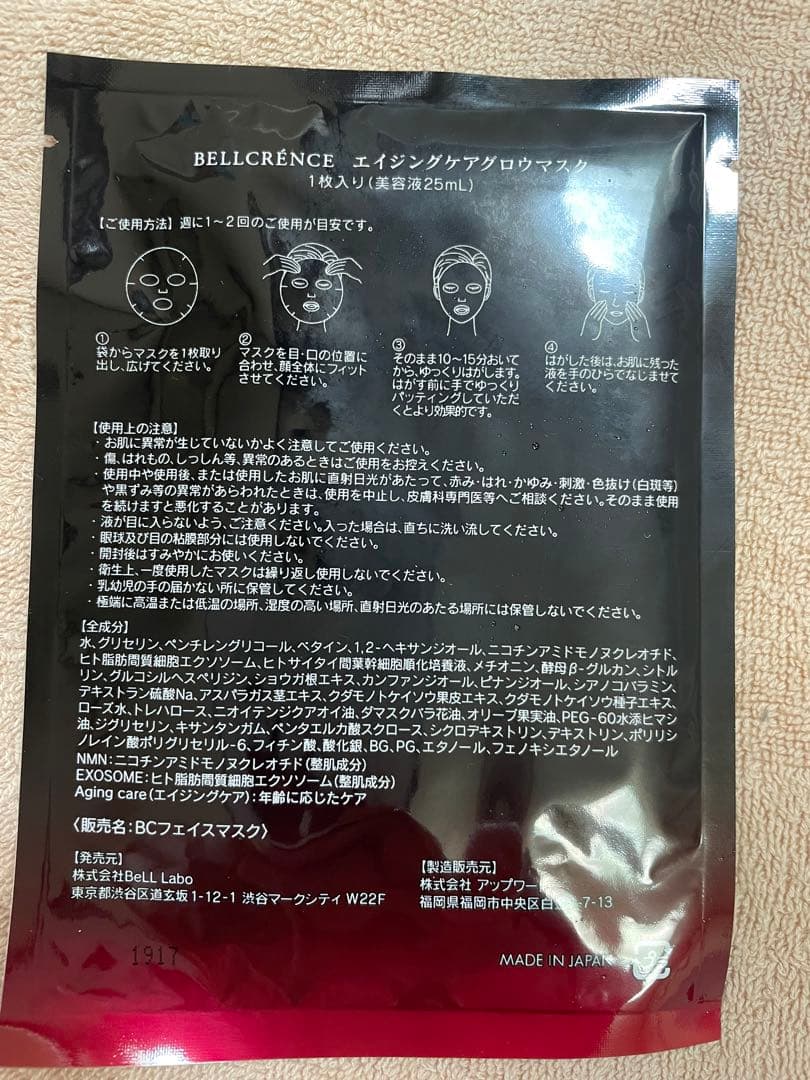 BELLCRÉNCE エイジングケアグロウマスク
1枚入り(美容液25mL)
【ご使用方法】週に1〜2回のご使用が目安です。
①
袋からマスクを1枚取り
出し、広げてください。
②
マスクを目・口の位置に
合わせ、顔全体にフィット
させてください。
③
そのまま10〜15分おいて
から、ゆっくりはがします。
はがす前に手でゆっくり
パッティングしていただ
くとより効果的です。
④
はがした後は、お肌に残った
液を手のひらでなじませて
ください。
【使用上の注意】
・お肌に異常が生じていないかよく注意してご使用ください。
・傷、はれもの、しっしん等、異常のあるときはご使用をお控えください。
・使用中や使用後、または使用したお肌に直射日光があたって、赤み・はれ・かゆみ・刺激・色抜け(白斑等)
や黒ずみ等の異常があらわれたときは、使用を中止し、皮膚科専門医等へご相談ください。そのまま使用
を続けますと悪化することがあります。
・液が目に入らないよう、ご注意ください。入った場合は、直ちに洗い流してください。
・眼球及び目の粘膜部分には使用しないでください。
・開封後はすみやかにお使いください。
・衛生上、一度使用したマスクは繰り返し使用しないでください。
・乳幼児の手の届かない所に保管してください。
・極端に高温または低温の場所、湿度の高い場所、直射日光のあたる場所には保管しないでください。
【全成分】
水、グリセリン、ペンチレングリコール、ベタイン、1,2-ヘキサンジオール、ニコチンアミドモノヌクレオチド、
ヒト脂肪間質細胞エクソソーム、ヒトサイタイ間葉幹細胞順化培養液、メチオニン、酵母β-グルカン、シトル
リン、グルコシルヘスペリジン、ショウガ根エキス、カンファンジオール、ピナンジオール、シアノコバラミン、
デキストラン硫酸Na、アスパラガス茎エキス、クダモノトケイソウ果皮エキス、クダモノトケイソウ種子エキス、
ローズ水、トレハロース、ニオイテンジクアオイ油、ダマスクバラ花油、オリーブ果実油、PEG-60水添ヒマシ
油、ジグリセリン、キサンタンガム、ペンタエルカ酸スクロース、シクロデキストリン、デキストリン、ポリリシ
ノレイン酸ポリグリセリル-6、フィチン酸、酸化銀、BG、PG、エタノール、フェノキシエタノール
NMN:ニコチンアミドモノヌクレオチド(整肌成分)
EXOSOME:ヒト脂肪間質細胞エクソソーム(整肌成分)
Aging care(エイジングケア):年齢に応じたケア
〈販売名:BCフェイスマスク〉
【発売元】
株式会社BeLL Labo
東京都渋谷区道玄坂1-12-1 渋谷マークシティ W22F
【製造販売元】
株式会社 アップワー
福岡県福岡市中央区白 7-13
1917
MADE IN JAPAN
プラ